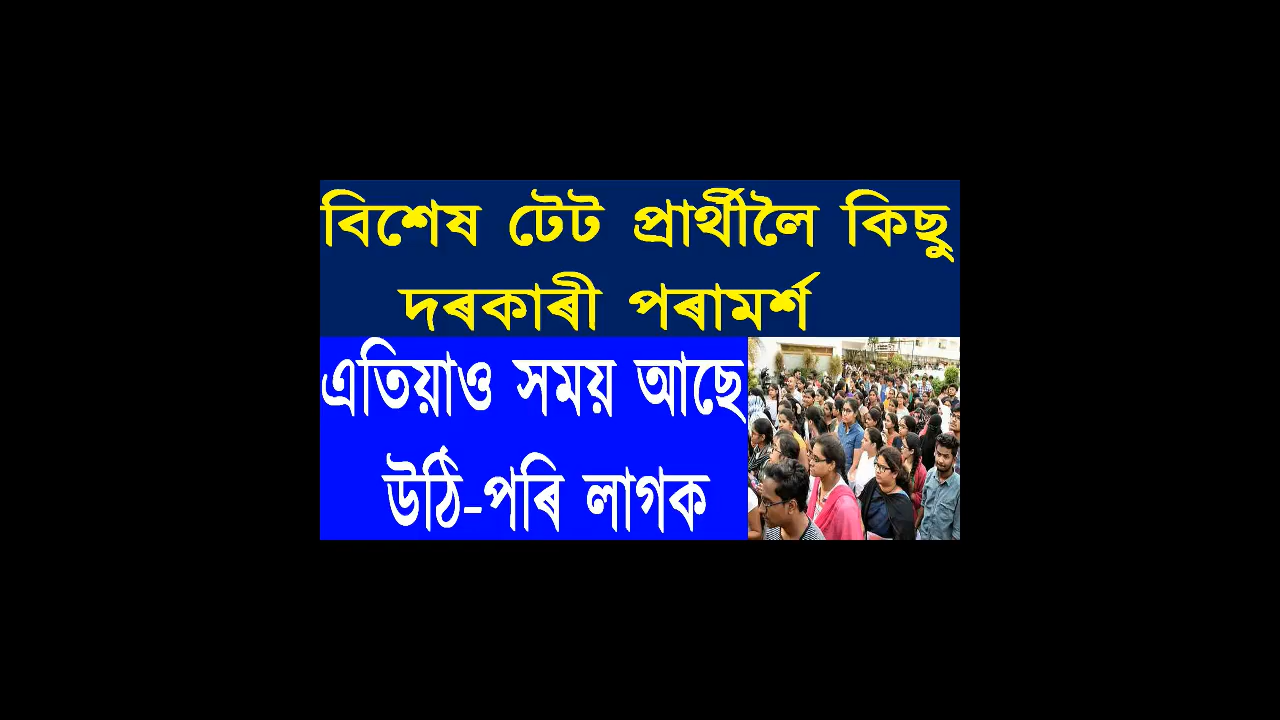 বিশেষ টেট প্ৰাৰ্থীলৈ কিছু
দৰকাৰী পৰামৰ্শ
এতিয়াও সময় আছে
উঠি-পৰি লাগক